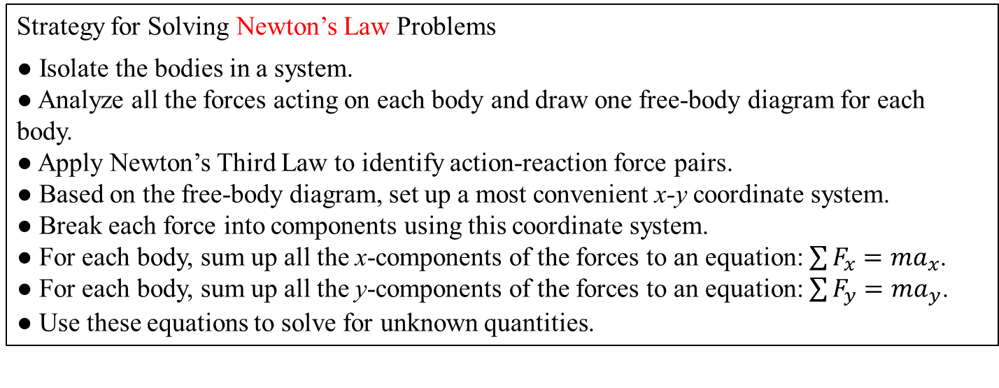 Strategy for Solving Newton’s Law Problems
● Isolate the bodies in a system.
● Analyze all the forces acting on each body and draw one free-body diagram for each
body.
● Apply Newton’s Third Law to identify action-reaction force pairs.
● Based on the free-body diagram, set up a most convenient x-y coordinate system.
● Break each force into components using this coordinate system.
● For each body, sum up all the x-components of the forces to an equation: ∑ Fₓ = maₓ.
● For each body, sum up all the y-components of the forces to an equation: ∑ F_y = ma_y.
● Use these equations to solve for unknown quantities.